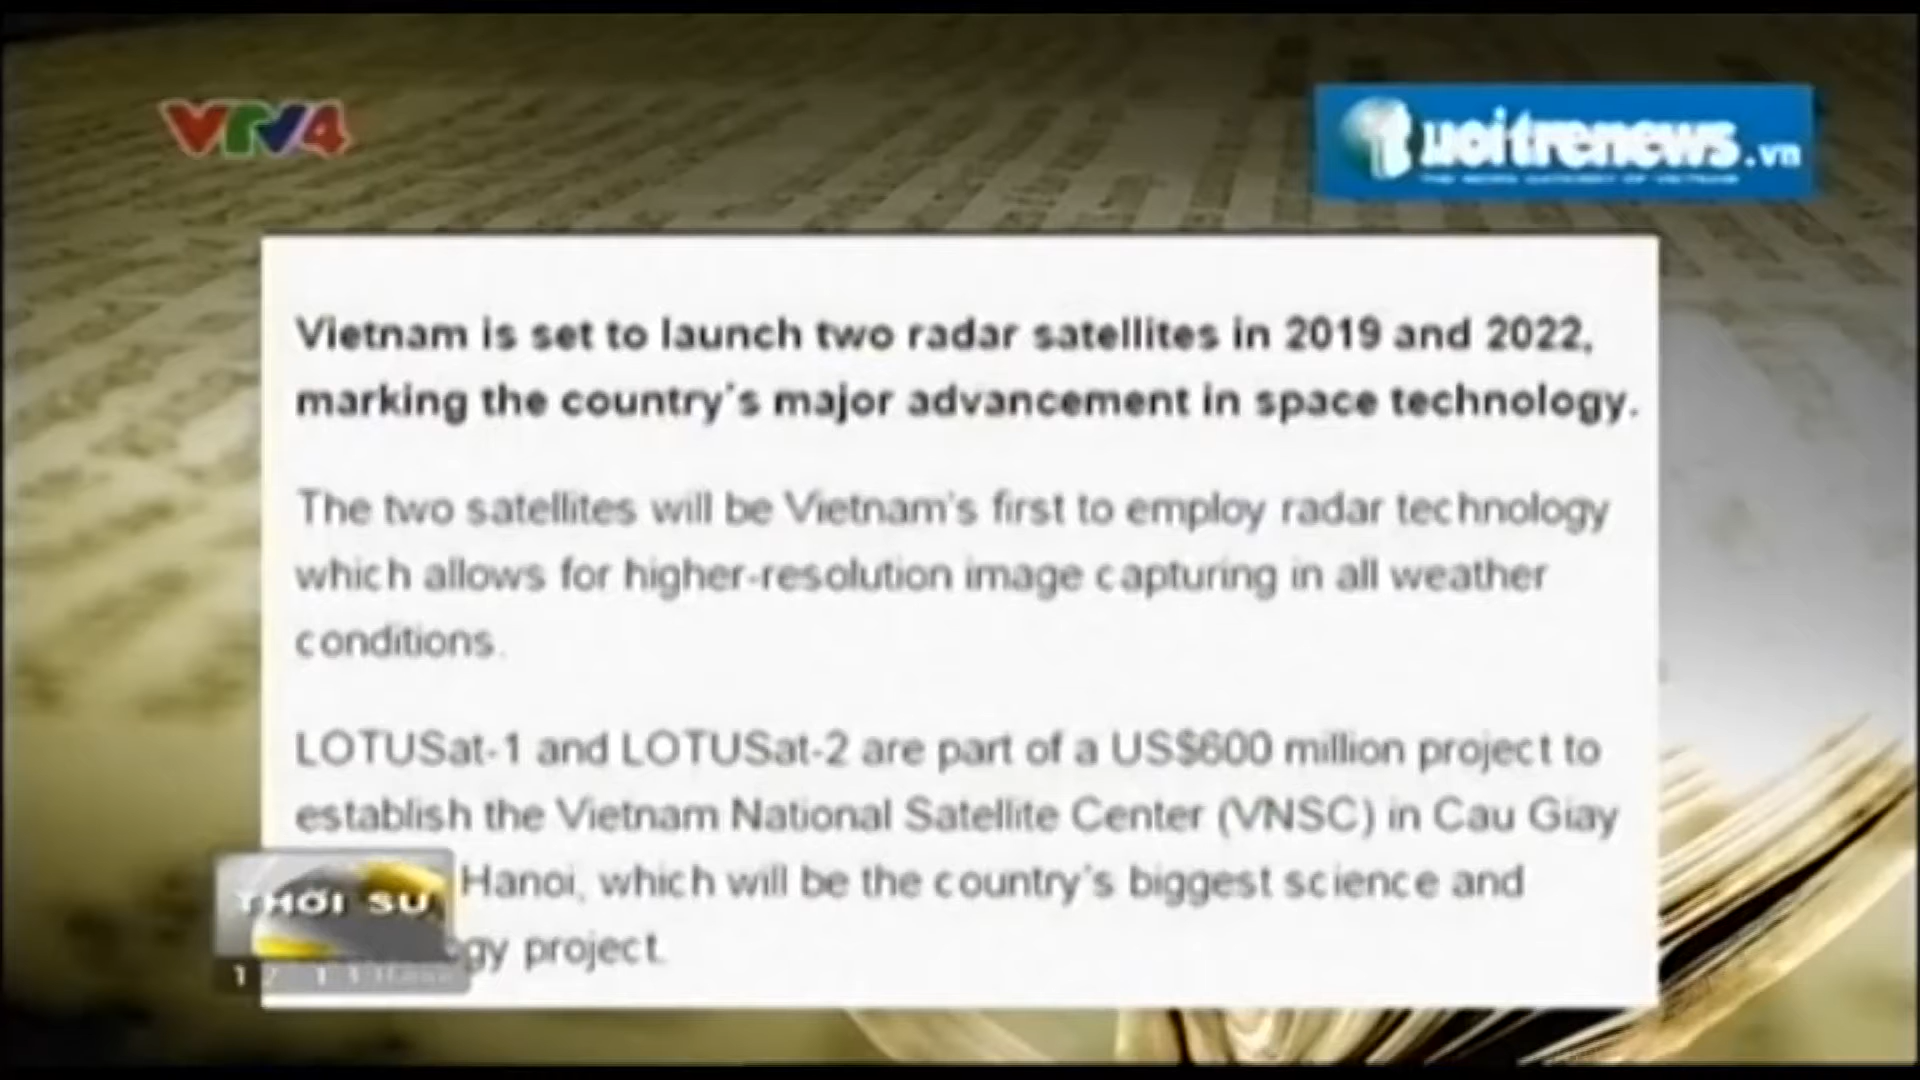 VTV4
tuoitrenews.vn
Vietnam is set to launch two radar satellites in 2019 and 2022,
marking the country's major advancement in space technology.
The two satellites will be Vietnam's first to employ radar technology
which allows for higher-resolution image capturing in all weather
conditions.
LOTUSat-1 and LOTUSat-2 are part of a US$600 million project to
establish the Vietnam National Satellite Center (VNSC) in Cau Giay
Hanoi, which will be the country's biggest science and
gy project.
THỜI SỰ